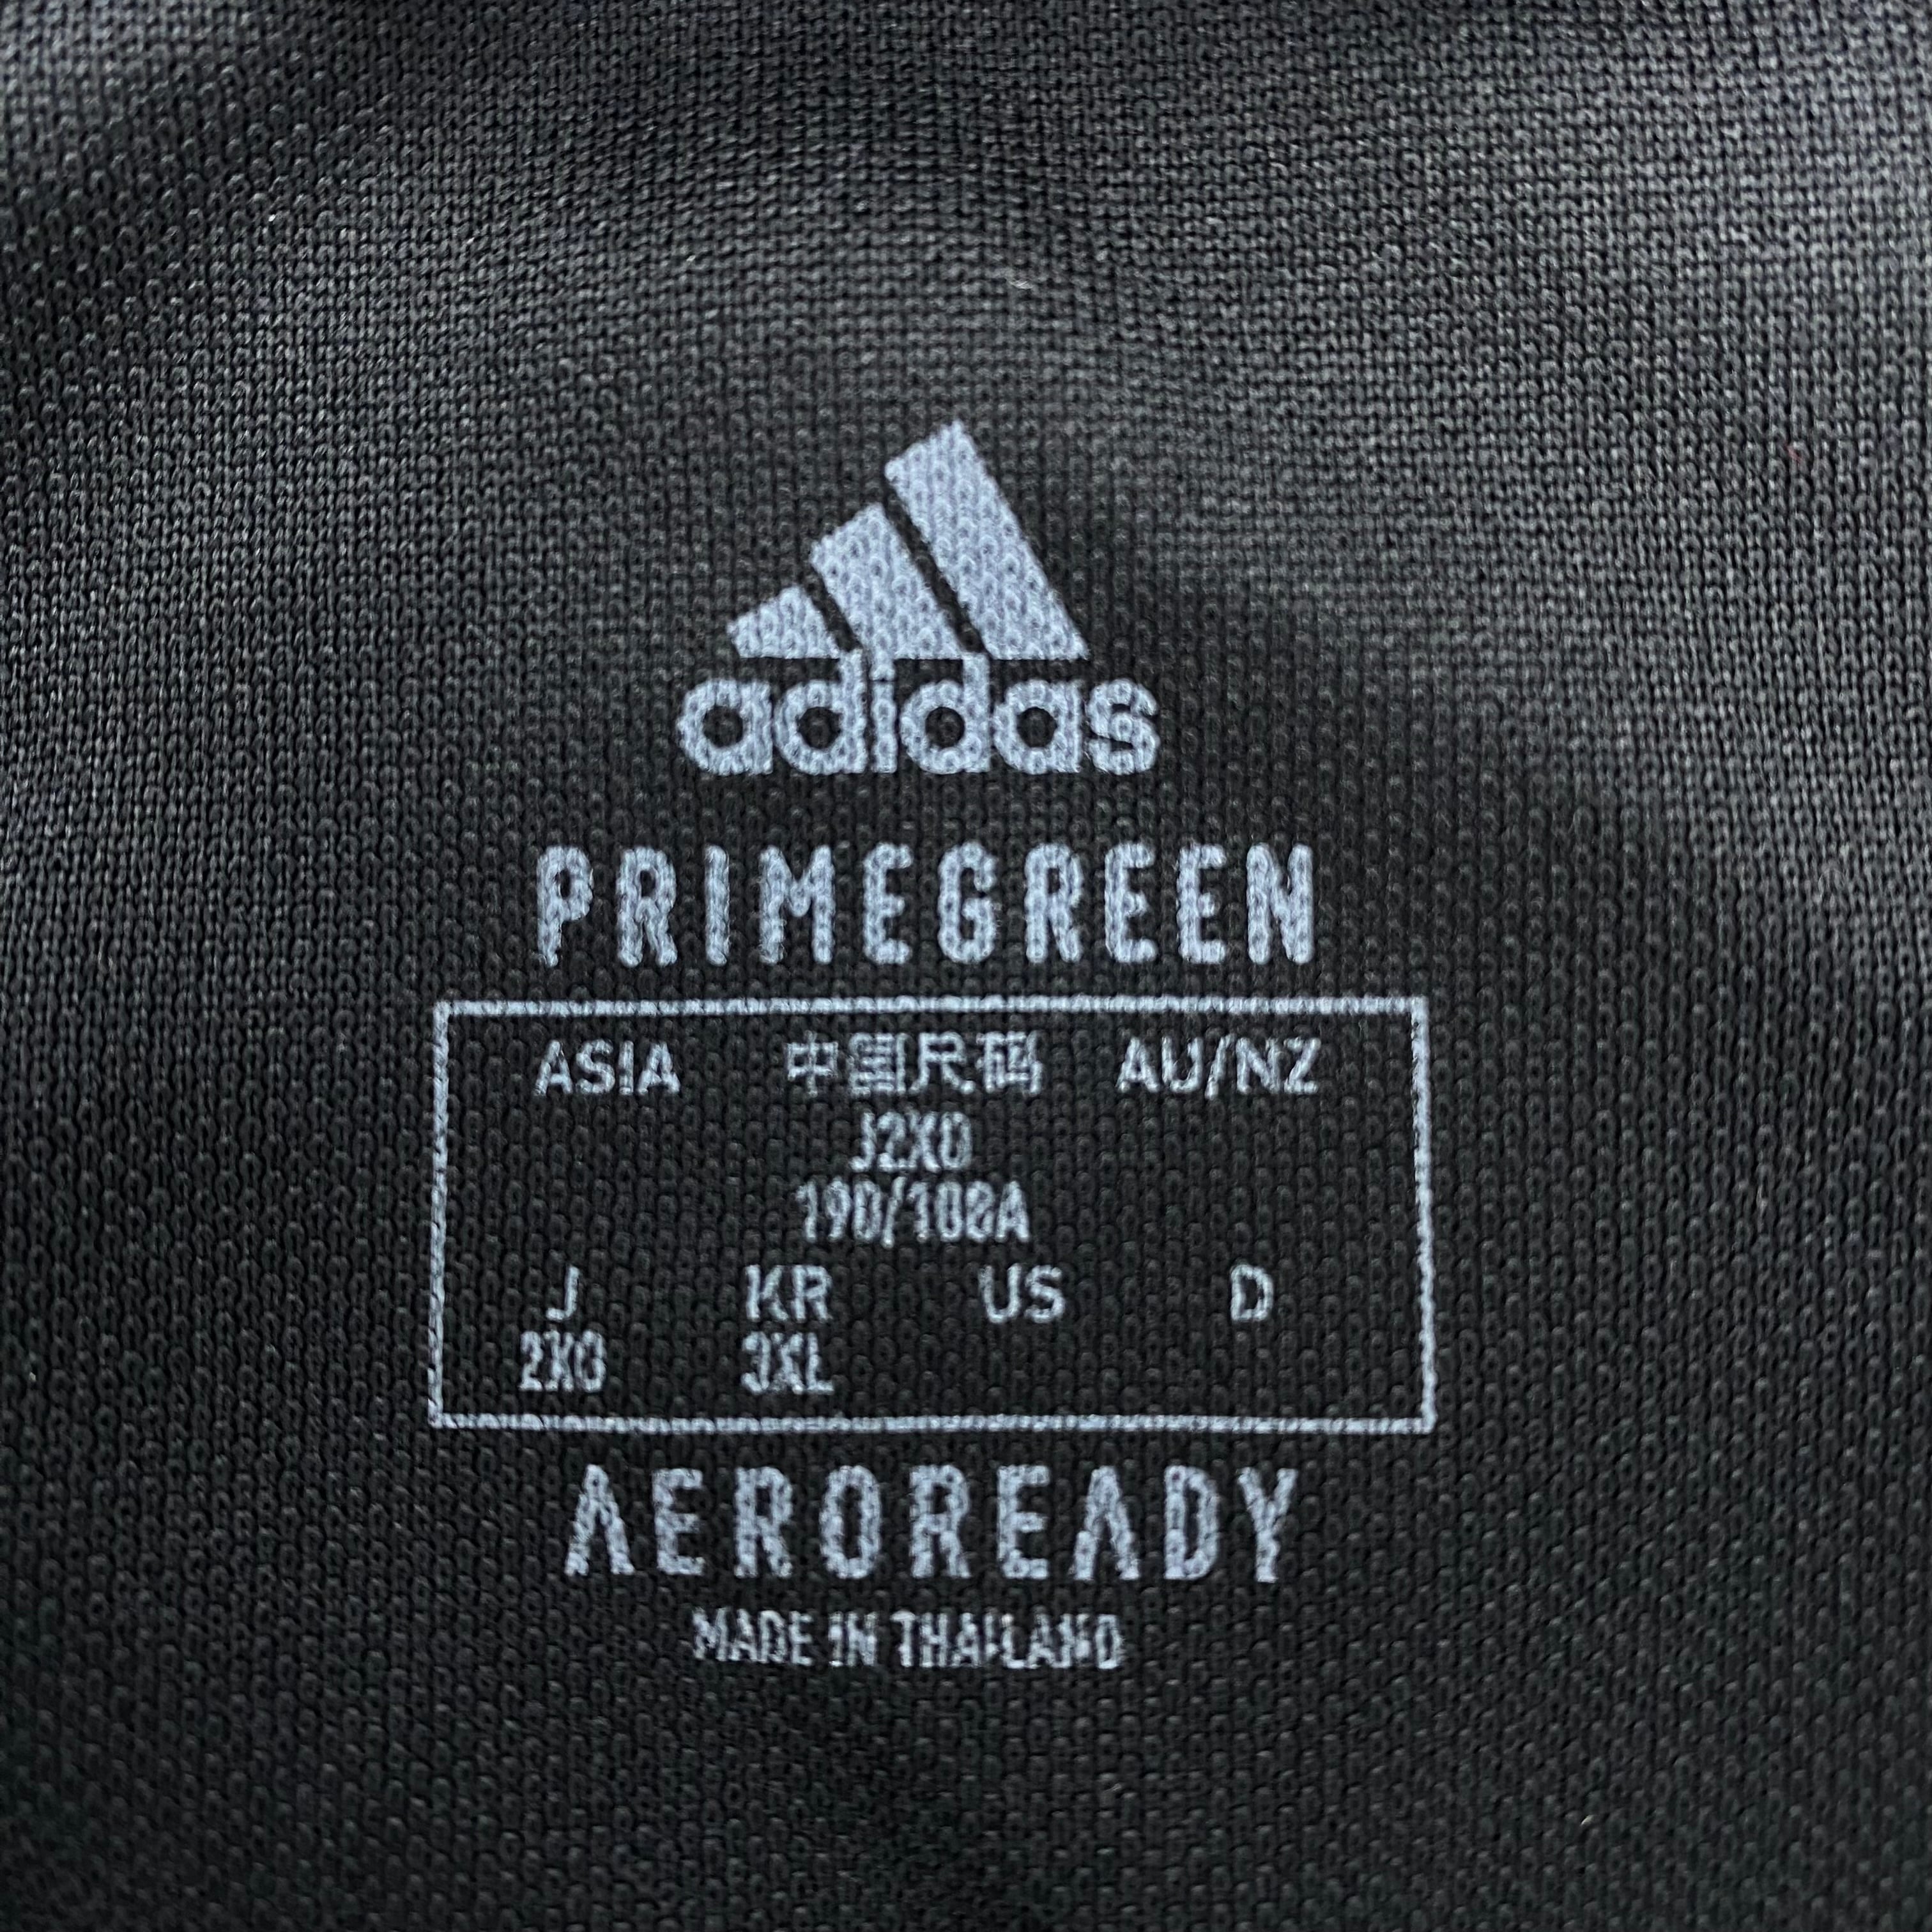 adidas
PRIMEGREEN
ASIA 中国尺码 AU/NZ
J2XO
190/108A
J KR US D
2XO 3XL
AEROREADY
MADE IN THAILAND